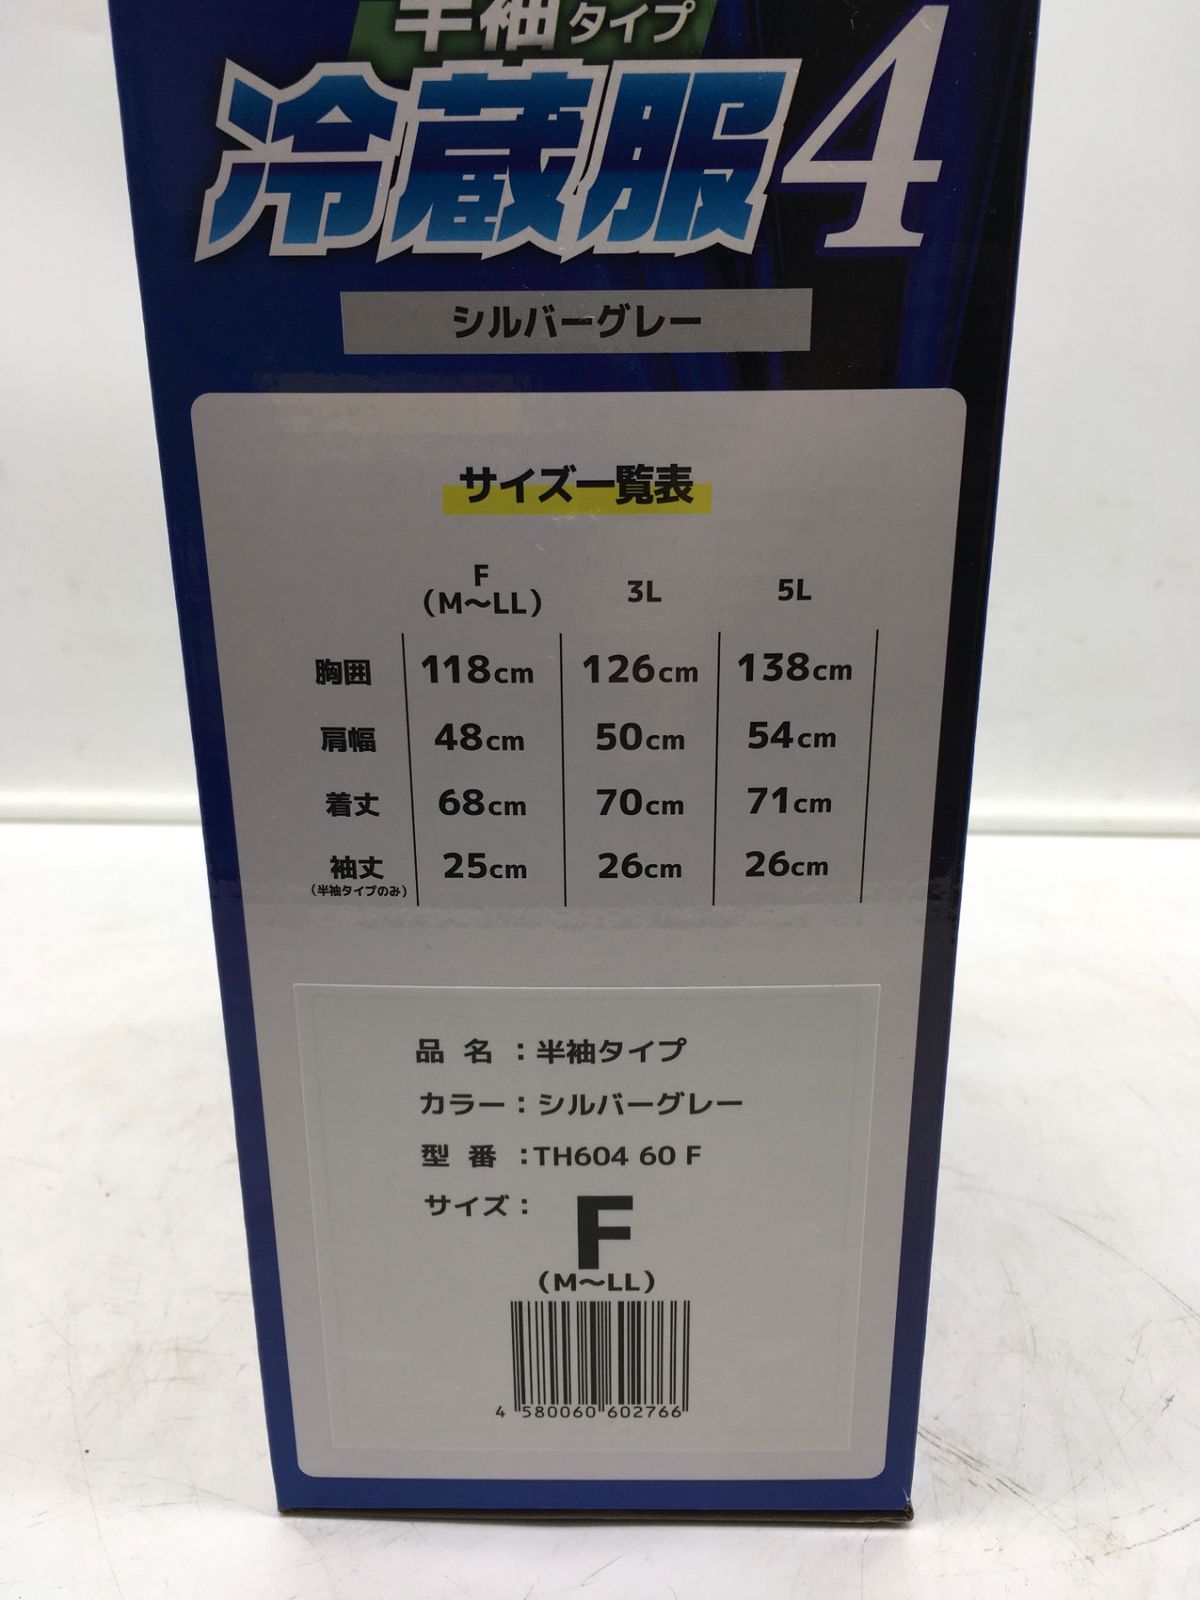 半袖タイプ
冷蔵服4
シルバーグレー
サイズ一覧表
F 3L 5L
（M〜LL）
胸囲 118cm 126cm 138cm
肩幅 48cm 50cm 54cm
着丈 68cm 70cm 71cm
袖丈 25cm 26cm 26cm
（半袖タイプのみ）
品 名 ：半袖タイプ
カラー：シルバーグレー
型 番 ：TH604 60 F
サイズ： F
（M〜LL）
4 580060 602766